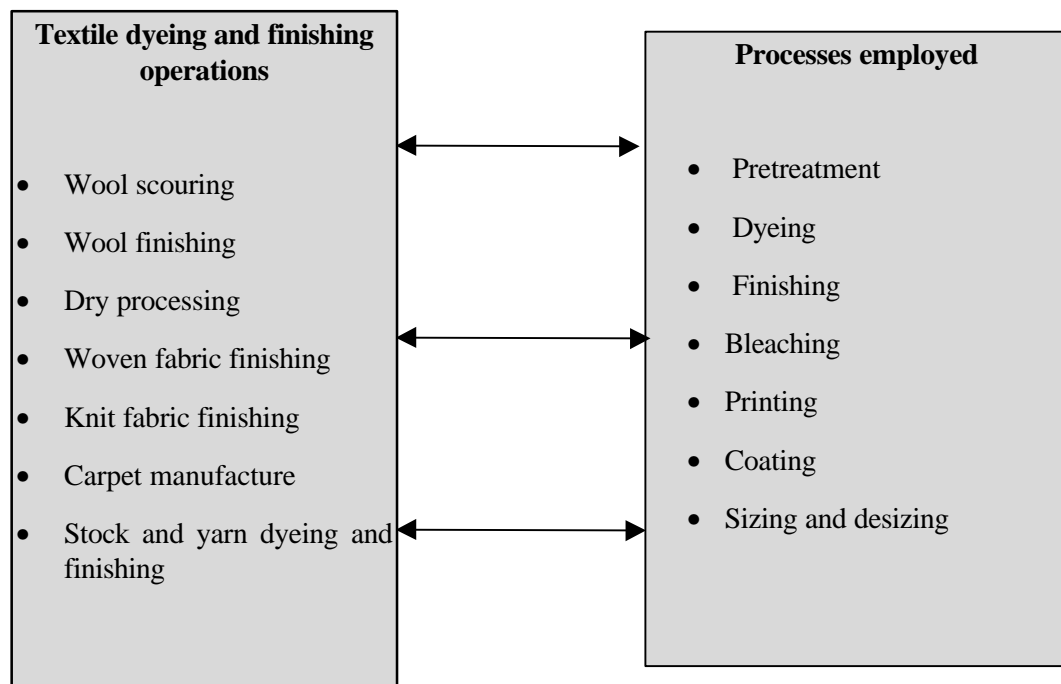 Textile dyeing and finishing
operations
• Wool scouring
• Wool finishing
• Dry processing
• Woven fabric finishing
• Knit fabric finishing
• Carpet manufacture
• Stock and yarn dyeing and
finishing
Processes employed
• Pretreatment
• Dyeing
• Finishing
• Bleaching
• Printing
• Coating
• Sizing and desizing